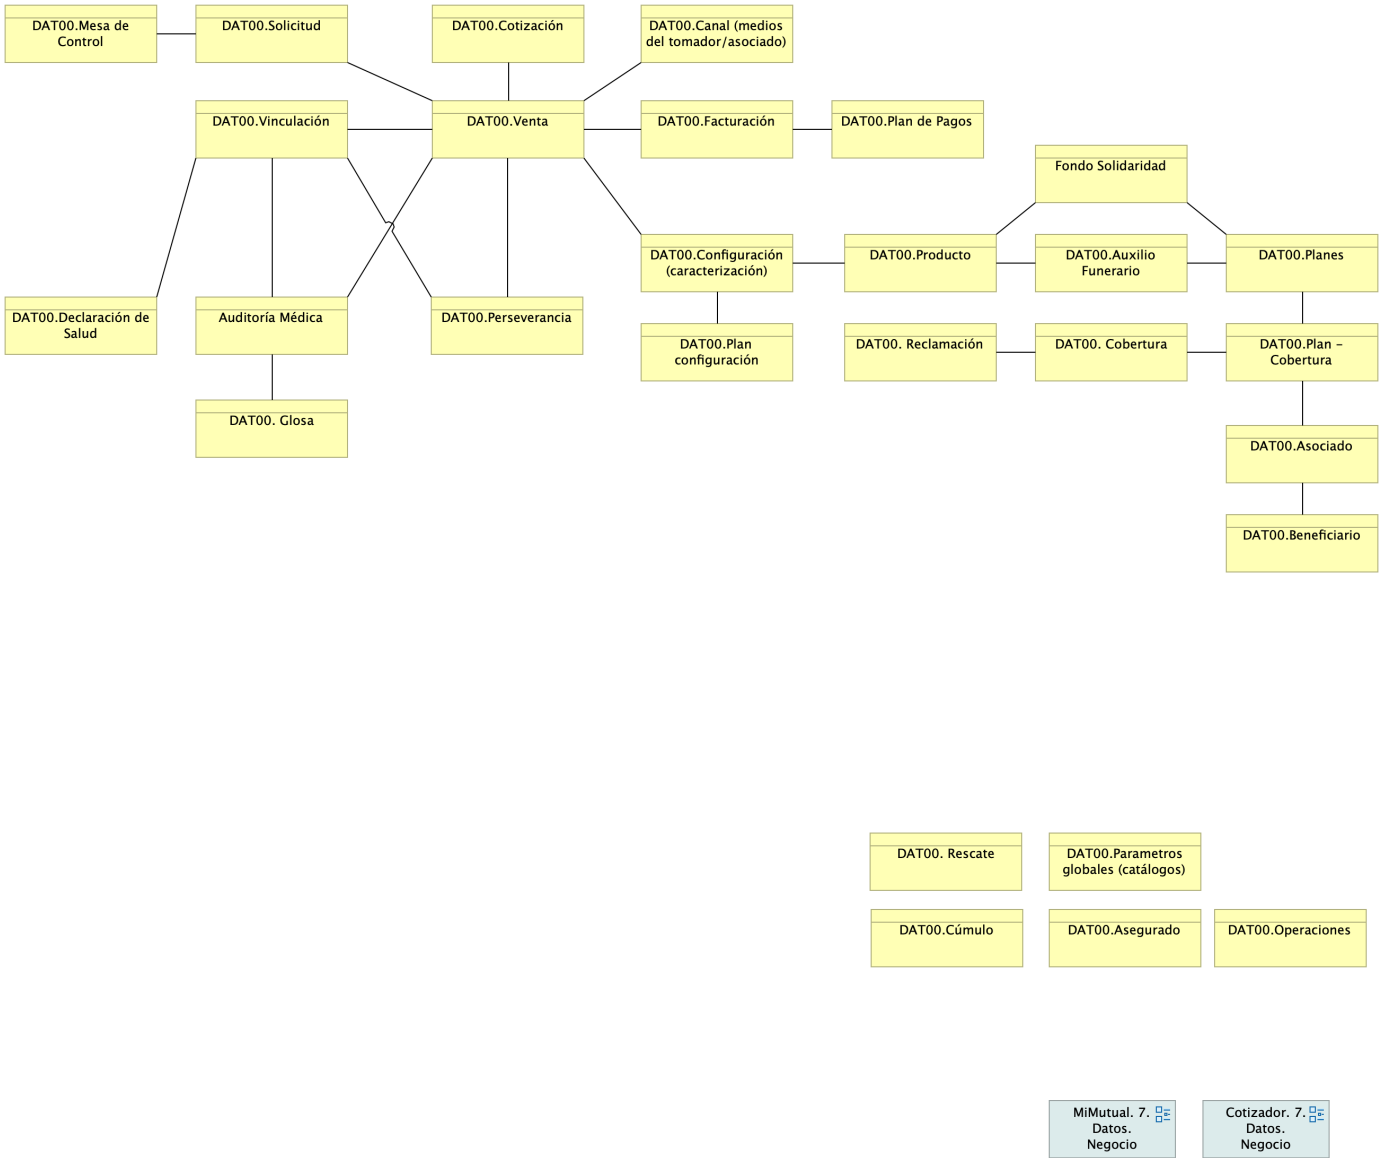 DAT00.Mesa de
Control
DAT00.Solicitud
DAT00.Cotización
DAT00.Canal (medios
del tomador/asociado)
DAT00.Vinculación
DAT00.Venta
DAT00.Facturación
DAT00.Plan de Pagos
Fondo Solidaridad
DAT00.Configuración
(caracterización)
DAT00.Producto
DAT00.Auxilio
Funerario
DAT00.Planes
DAT00.Declaración de
Salud
Auditoría Médica
DAT00.Perseverancia
DAT00.Plan
configuración
DAT00. Reclamación
DAT00. Cobertura
DAT00.Plan -
Cobertura
DAT00. Glosa
DAT00.Asociado
DAT00.Beneficiario
DAT00. Rescate
DAT00.Parametros
globales (catálogos)
DAT00.Cúmulo
DAT00.Asegurado
DAT00.Operaciones
MiMutual. 7.
Datos.
Negocio
Cotizador. 7.
Datos.
Negocio